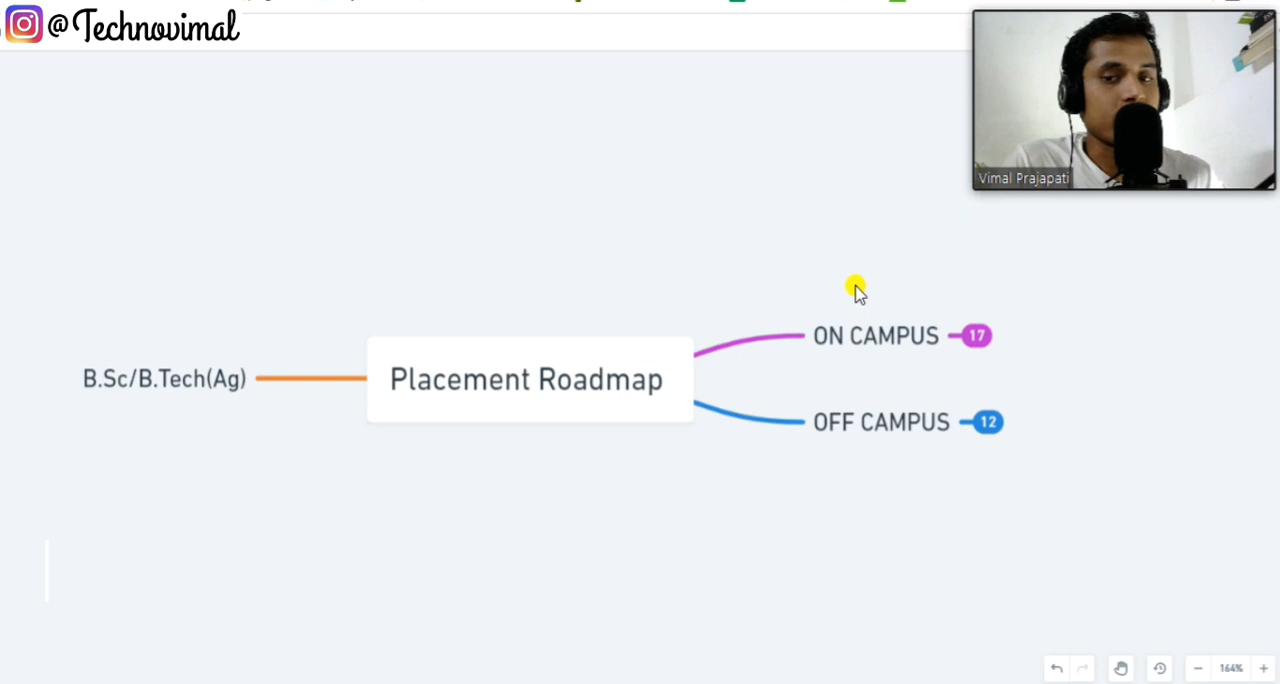 @Technovimal
Vimal Prajapati
ON CAMPUS 17
B.Sc/B.Tech(Ag)
Placement Roadmap
OFF CAMPUS 12
164%